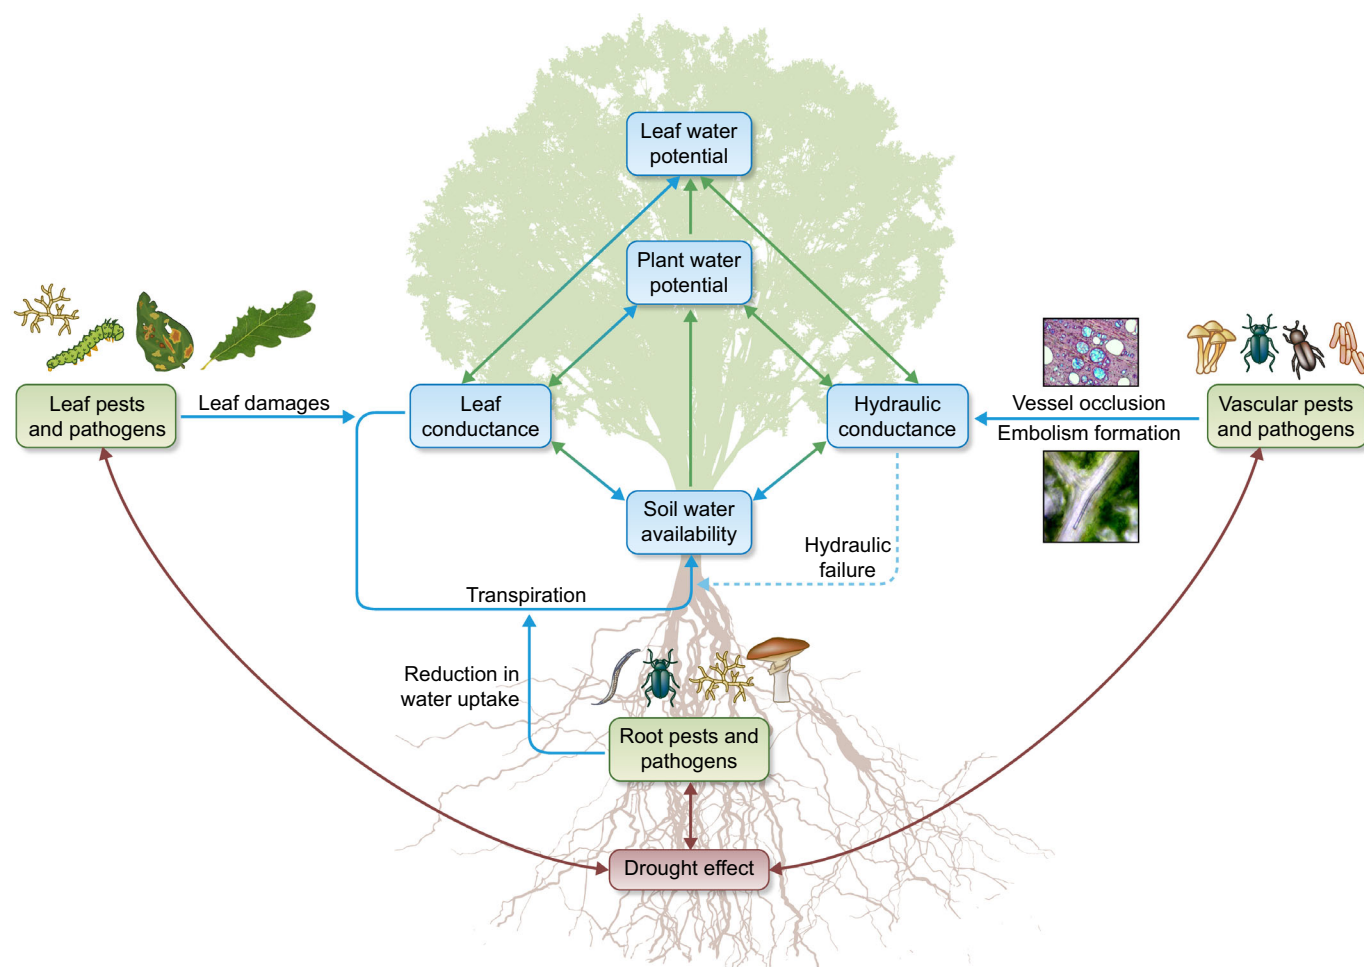 Leaf water
potential
Plant water
potential
Leaf pests
and pathogens
Leaf damages
Leaf
conductance
Hydraulic
conductance
Vessel occlusion
Embolism formation
Vascular pests
and pathogens
Soil water
availability
Hydraulic
failure
Transpiration
Reduction in
water uptake
Root pests and
pathogens
Drought effect